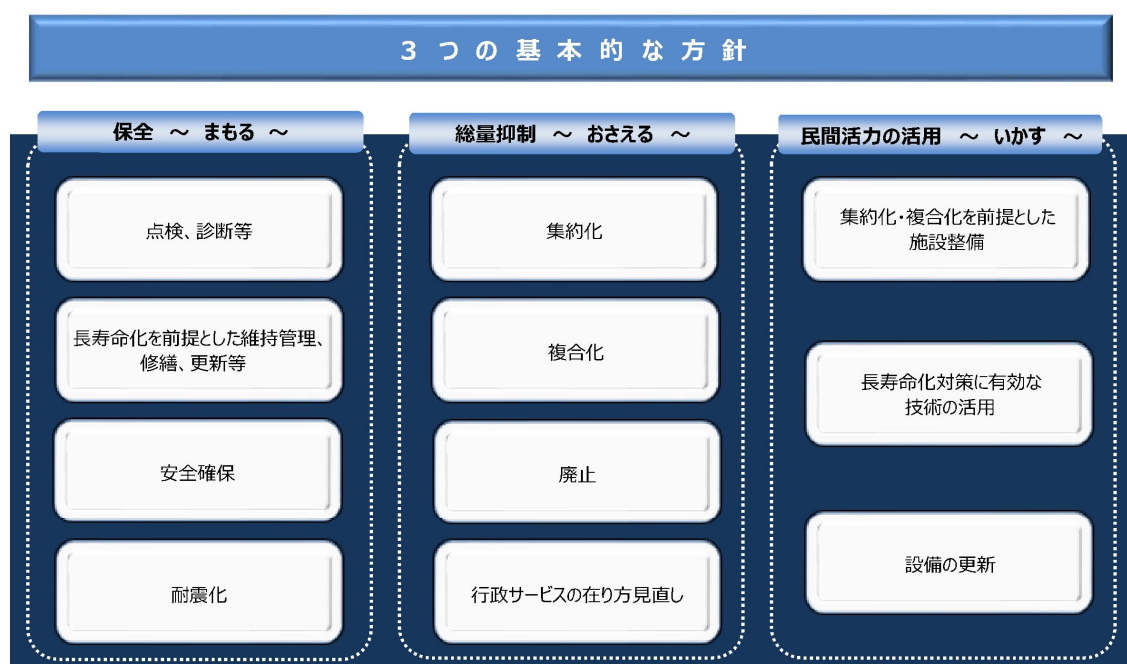 ３つの基本的な方針
保全　～　まもる　～
点検、診断等
長寿命化を前提とした維持管理、
修繕、更新等
安全確保
耐震化
総量抑制　～　おさえる　～
集約化
複合化
廃止
行政サービスの在り方見直し
民間活力の活用　～　いかす　～
集約化・複合化を前提とした
施設整備
長寿命化対策に有効な
技術の活用
設備の更新